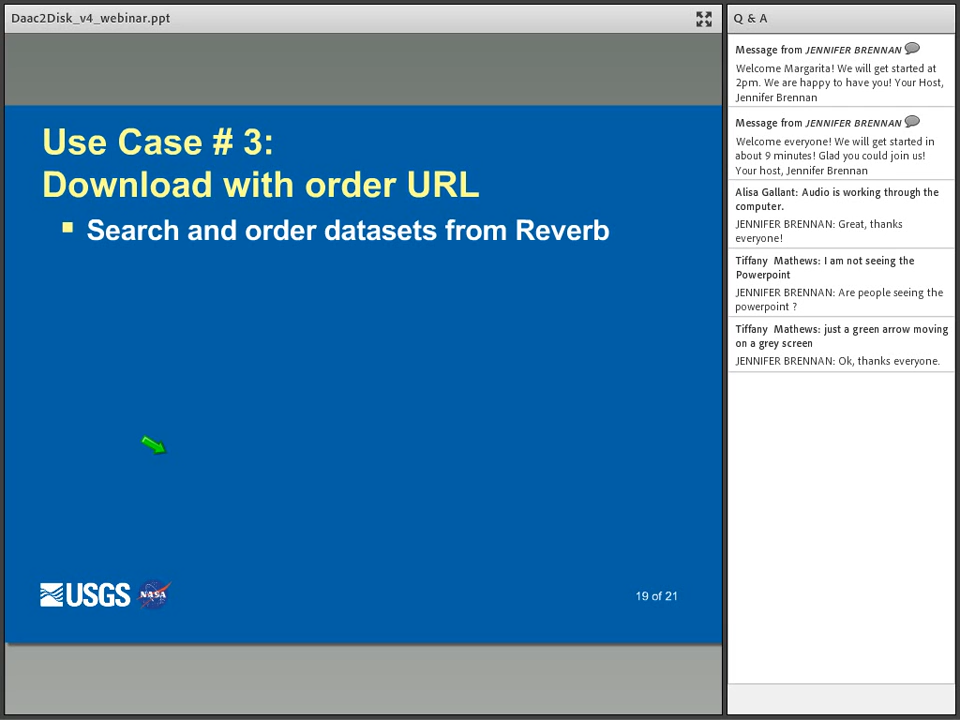 Daac2Disk_v4_webinar.ppt
Use Case # 3:
Download with order URL
Search and order datasets from Reverb
USGS
NASA
19 of 21
Q & A
Message from JENNIFER BRENNAN
Welcome Margarita! We will get started at
2pm. We are happy to have you! Your Host,
Jennifer Brennan
Message from JENNIFER BRENNAN
Welcome everyone! We will get started in
about 9 minutes! Glad you could join us!
Your host, Jennifer Brennan
Alisa Gallant: Audio is working through the
computer.
JENNIFER BRENNAN: Great, thanks
everyone!
Tiffany  Mathews: I am not seeing the
Powerpoint
JENNIFER BRENNAN: Are people seeing the
powerpoint ?
Tiffany  Mathews: just a green arrow moving
on a grey screen
JENNIFER BRENNAN: Ok, thanks everyone.